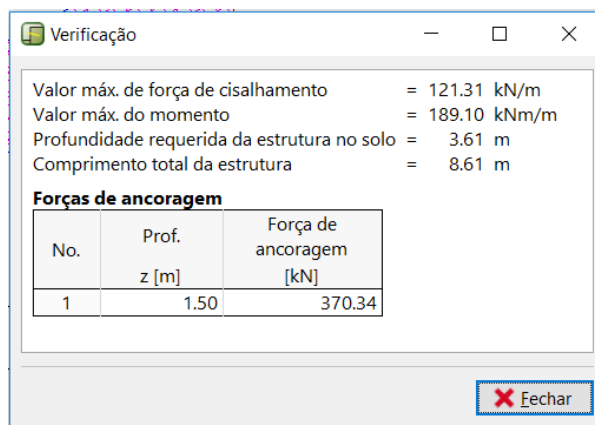 Verificação
Valor máx. de força de cisalhamento = 121.31 kN/m
Valor máx. do momento = 189.10 kNm/m
Profundidade requerida da estrutura no solo = 3.61 m
Comprimento total da estrutura = 8.61 m
Forças de ancoragem
No. Prof. Força de ancoragem
z [m] [kN]
1 1.50 370.34
Fechar